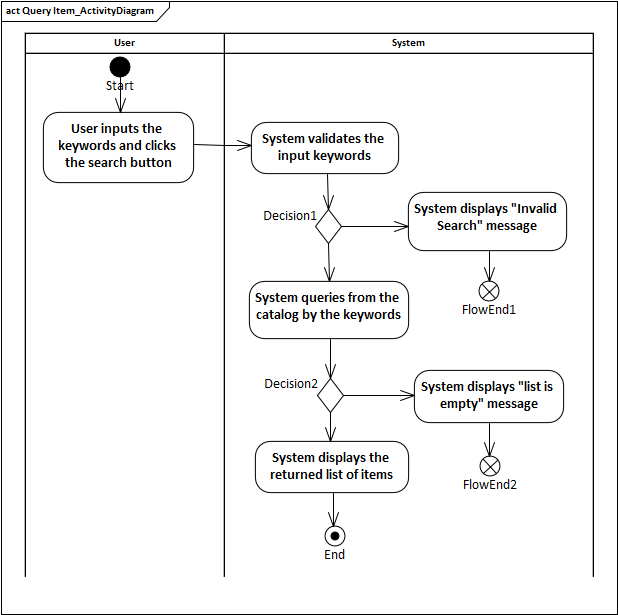 act Query Item_ActivityDiagram
User
System
Start
User inputs the
keywords and clicks
the search button
System validates the
input keywords
Decision1
System displays "Invalid
Search" message
FlowEnd1
System queries from the
catalog by the keywords
Decision2
System displays "list is
empty" message
FlowEnd2
System displays the
returned list of items
End